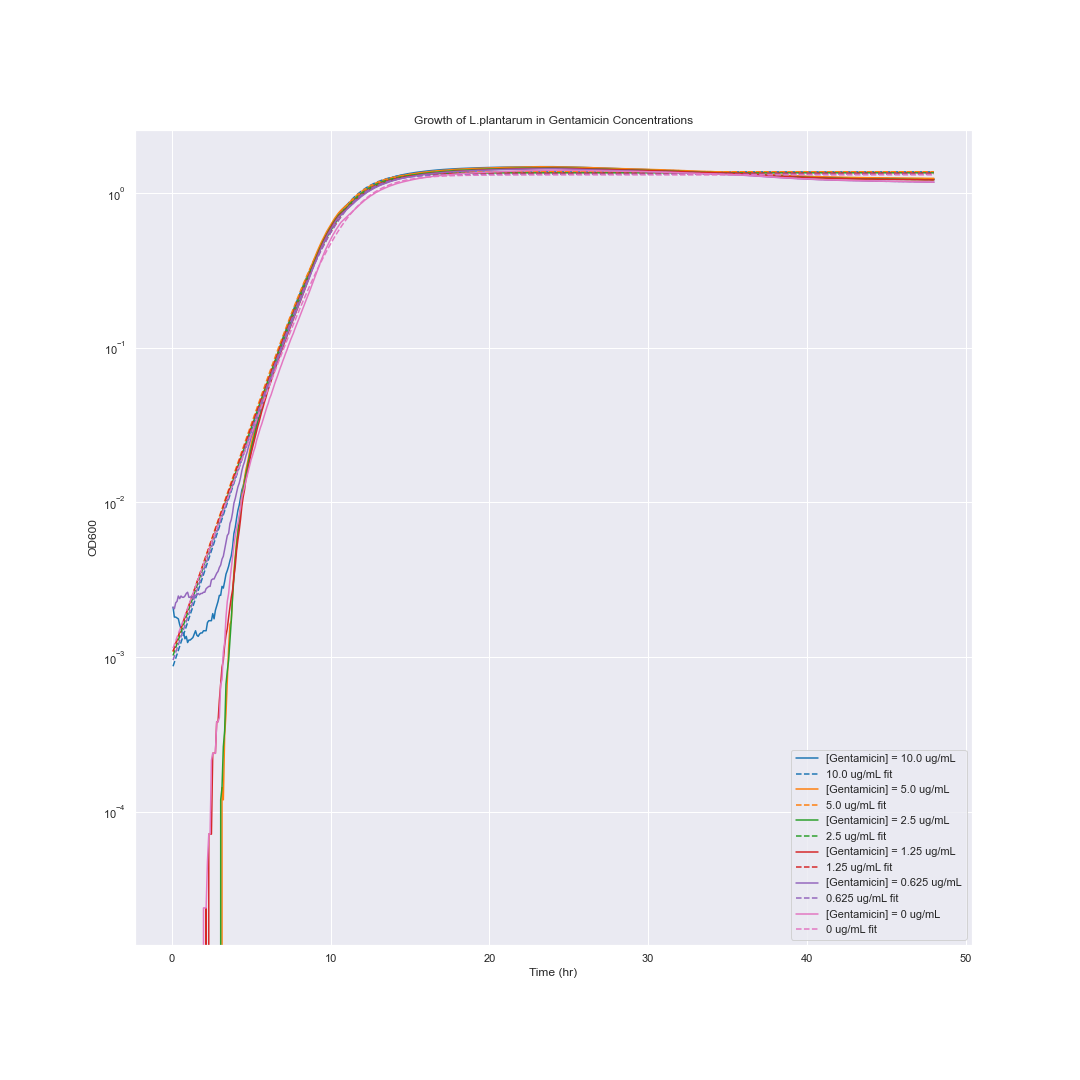 Growth of L.plantarum in Gentamicin Concentrations
10⁰
10⁻¹
10⁻²
10⁻³
10⁻⁴
OD600
0 10 20 30 40 50
Time (hr)
[Gentamicin] = 10.0 ug/mL
10.0 ug/mL fit
[Gentamicin] = 5.0 ug/mL
5.0 ug/mL fit
[Gentamicin] = 2.5 ug/mL
2.5 ug/mL fit
[Gentamicin] = 1.25 ug/mL
1.25 ug/mL fit
[Gentamicin] = 0.625 ug/mL
0.625 ug/mL fit
[Gentamicin] = 0 ug/mL
0 ug/mL fit